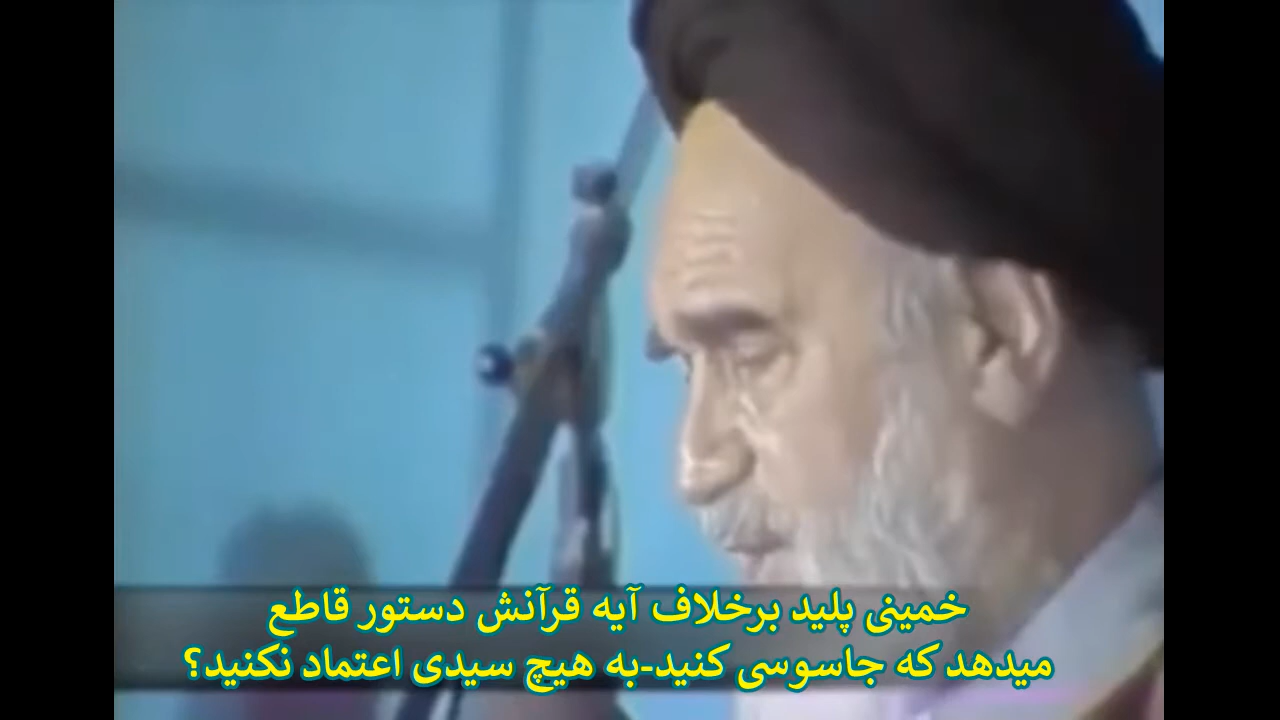 خمینی پلید برخلاف آیه قرآنش دستور قاطع
میدهد که جاسوسی کنید-به هیچ سیدی اعتماد نکنید؟